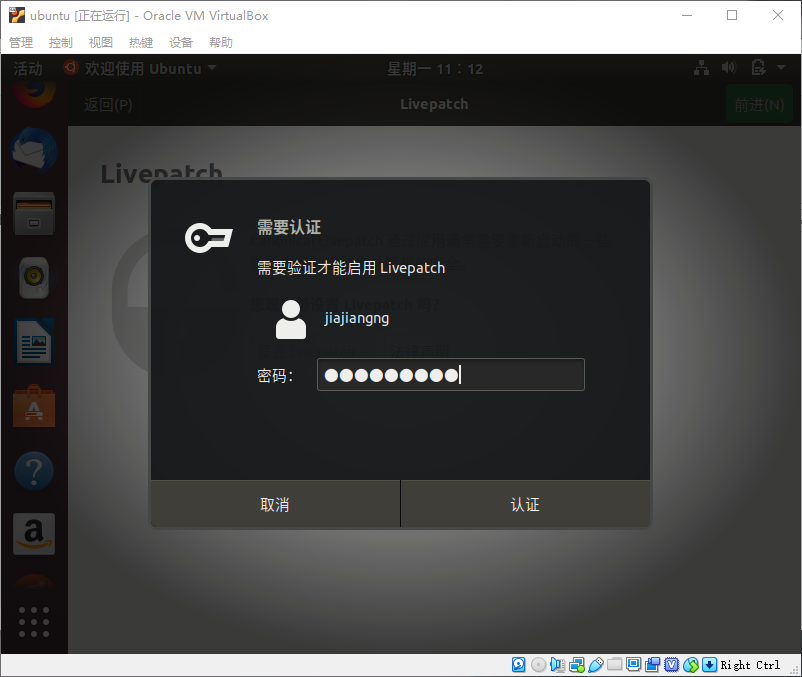 ubuntu [正在运行] - Oracle VM VirtualBox
管理 控制 视图 热键 设备 帮助
活动 欢迎使用 Ubuntu 星期一 11：12
返回(P) Livepatch 前进(N)
Livepatch
需要认证
需要验证才能启用 Livepatch
jiajiangng
密码：
取消 认证
Right Ctrl